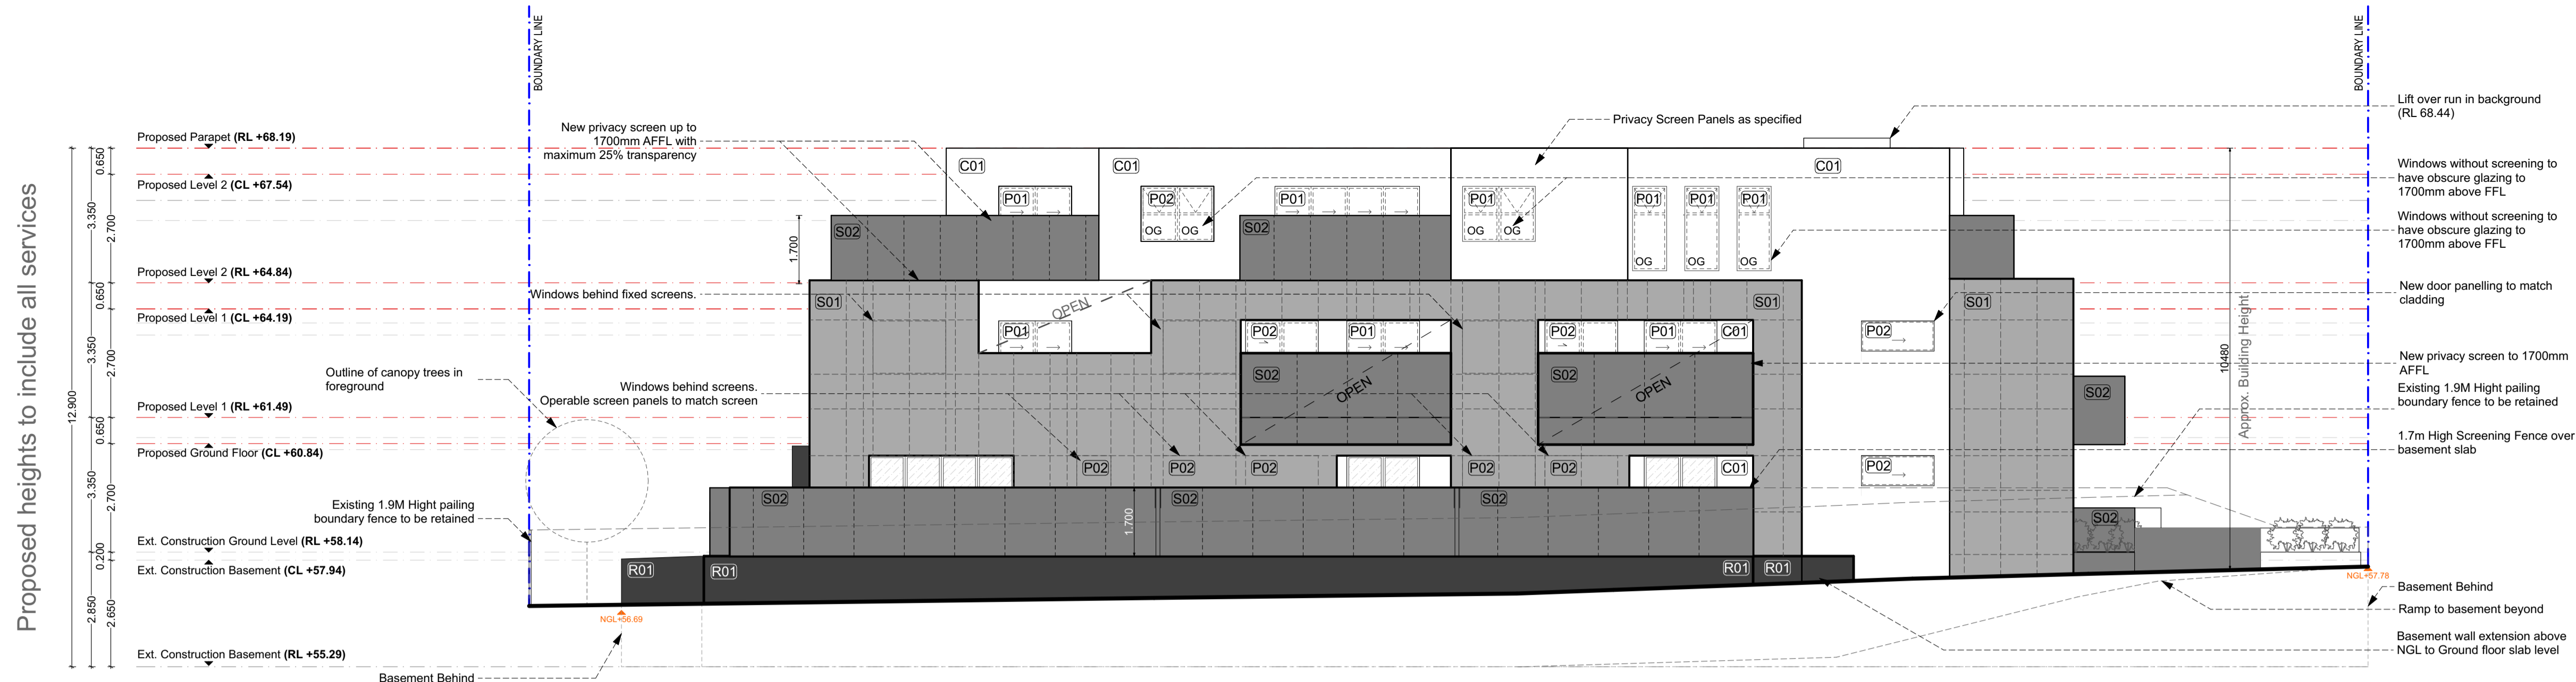 Proposed heights to include all services
12.900
0.650
3.350
2.700
0.650
3.350
2.7700
0.650
3.350
2.700
0.200
2.850
2.650
Proposed Parapet (RL +68.19)
Proposed Level 2 (CL +67.54)
Proposed Level 2 (RL +64.84)
Proposed Level 1 (CL +64.19)
Proposed Level 1 (RL +61.49)
Proposed Ground Floor (CL +60.84)
Ext. Construction Ground Level (RL +58.14)
Ext. Construction Basement (CL +57.94)
Ext. Construction Basement (RL +55.29)
BOUNDARY LINE
New privacy screen up to
1700mm AFFL with
maximum 25% transparency
Windows behind fixed screens.
Outline of canopy trees in
foreground
Windows behind screens.
Operable screen panels to match screen
Existing 1.9M Hight pailing
boundary fence to be retained
NGL+56.69
Basement Behind
Privacy Screen Panels as specified
C01
C01
C01
P01
P02
P01
P01
P01
P01
P01
OG
OG
OG
OG
OG
OG
OG
S02
S02
1.700
S01
OPEN
P01
P02
P01
P02
P01
C01
S01
P02
S01
S02
OPEN
S02
OPEN
S02
P02
P02
P02
P02
P02
C01
P02
S02
S02
S02
1.700
S02
R01
R01
R01
R01
10480
Approx. Building Height
BOUNDARY LINE
Lift over run in background
(RL 68.44)
Windows without screening to
have obscure glazing to
1700mm above FFL
Windows without screening to
have obscure glazing to
1700mm above FFL
New door panelling to match
cladding
New privacy screen to 1700mm
AFFL
Existing 1.9M Hight pailing
boundary fence to be retained
1.7m High Screening Fence over
basement slab
NGL+57.78
Basement Behind
Ramp to basement beyond
Basement wall extension above
NGL to Ground floor slab level